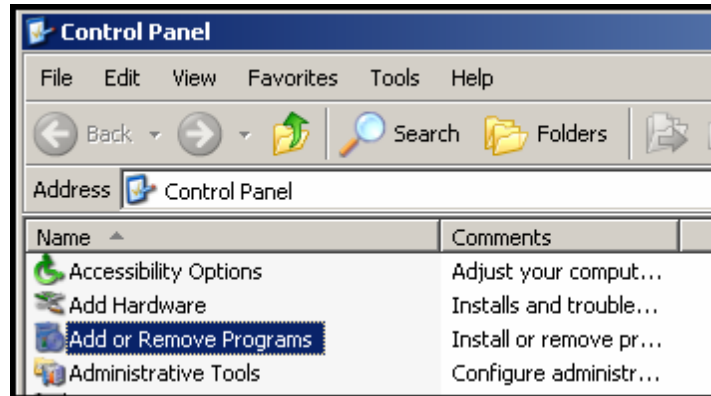 Control Panel
File Edit View Favorites Tools Help
Back Search Folders
Address Control Panel
Name Comments
Accessibility Options Adjust your comput...
Add Hardware Installs and trouble...
Add or Remove Programs Install or remove pr...
Administrative Tools Configure administr...